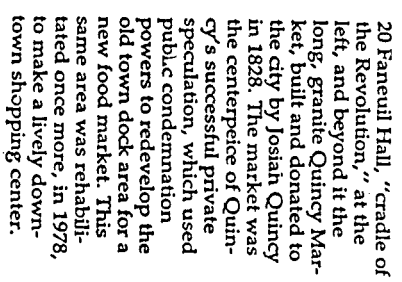 20 Faneuil Hall, "cradle of
the Revolution," at the
left, and beyond it the
long, granite Quincy Mar-
ket, built and donated to
the city by Josiah Quincy
in 1828. The market was
the centerpeice of Quin-
cy's successful private
speculation, which used
public condemnation
powers to redevelop the
old town dock area for a
new food market. This
same area was rehabili-
tated once more, in 1978,
to make a lively down-
town shopping center.